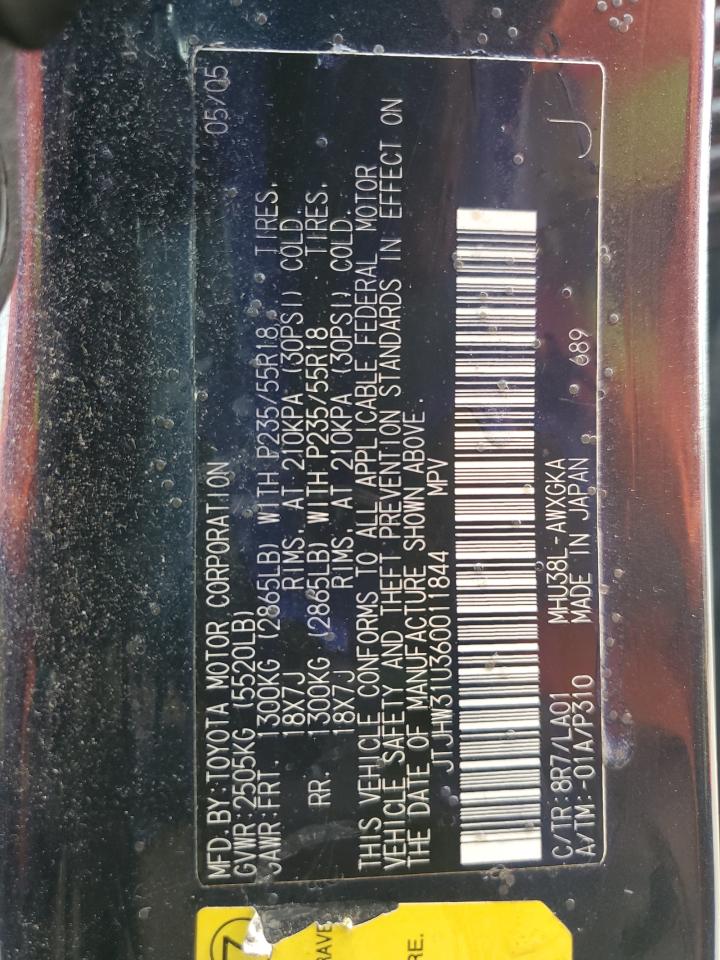 MFD.BY:TOYOTA MOTOR CORPORATION 05/05
GVWR:2505KG (5520LB)
GAWR:FRT. 1300KG (2865LB) WITH P235/55R18, TIRES,
18X7J RIMS, AT 210KPA (30PSI) COLD
RR. 1300KG (2865LB) WITH P235/55R18 TIRES,
18X7J RIMS, AT 210KPA (30PSI) COLD.
THIS VEHICLE CONFORMS TO ALL APPLICABLE FEDERAL MOTOR
VEHICLE SAFETY AND THEFT PREVENTION STANDARDS IN EFFECT ON
THE DATE OF MANUFACTURE SHOWN ABOVE.
JTJHW31U360011844 MPV
C/TR:8R7/LA01 MHU38L-AWXGKA
A/TM:-01A/P310 MADE IN JAPAN 689